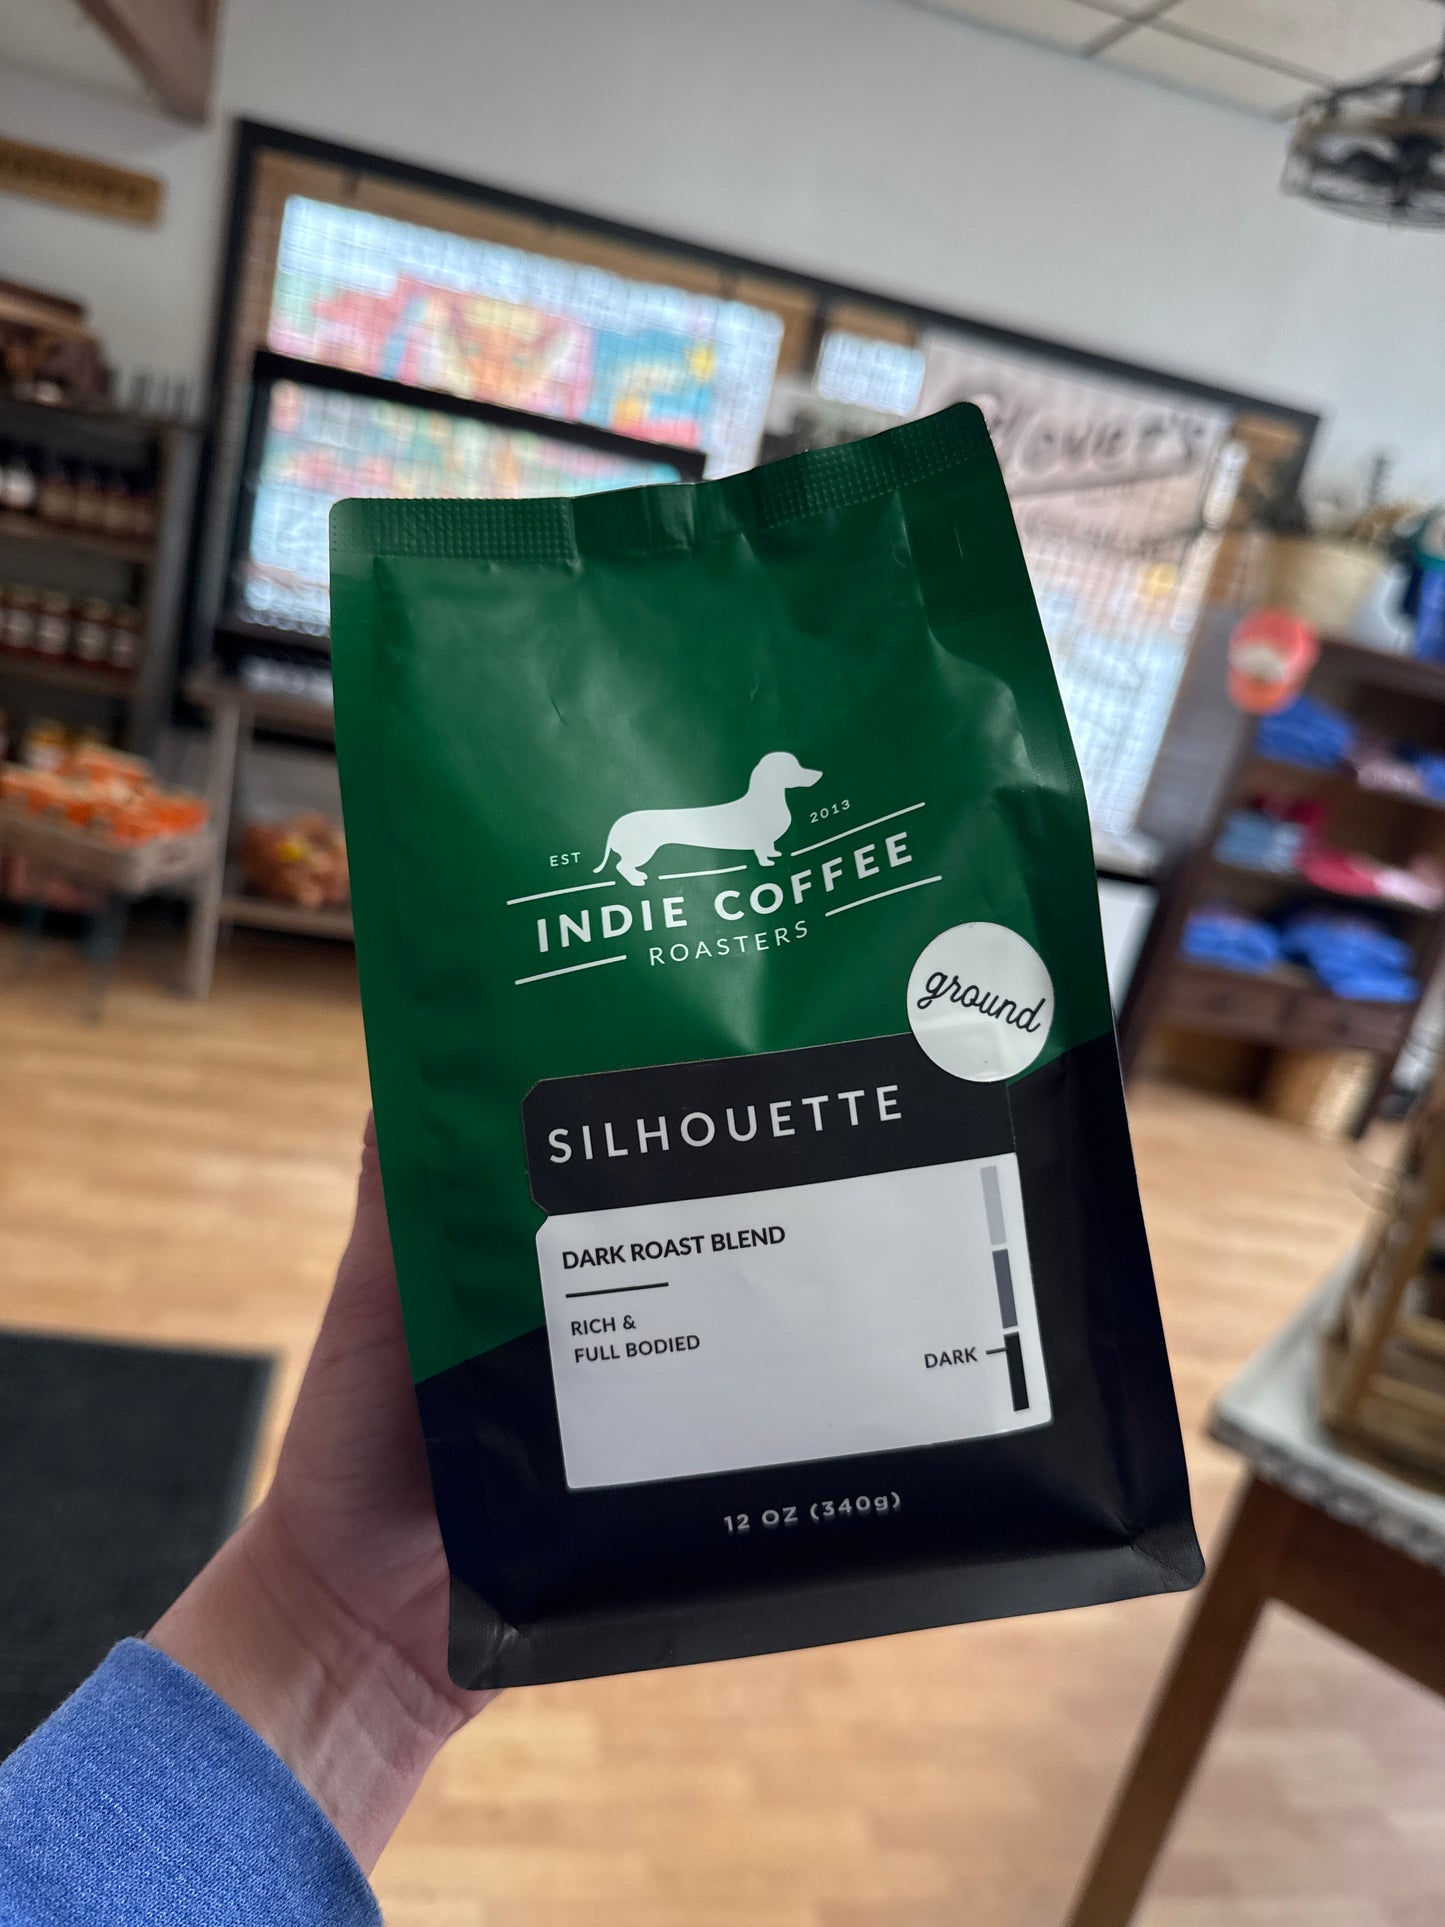 EST
2013
INDIE COFFEE
ROASTERS
ground
SILHOUETTE
DARK ROAST BLEND
RICH &
FULL BODIED
DARK
12 OZ (340g)